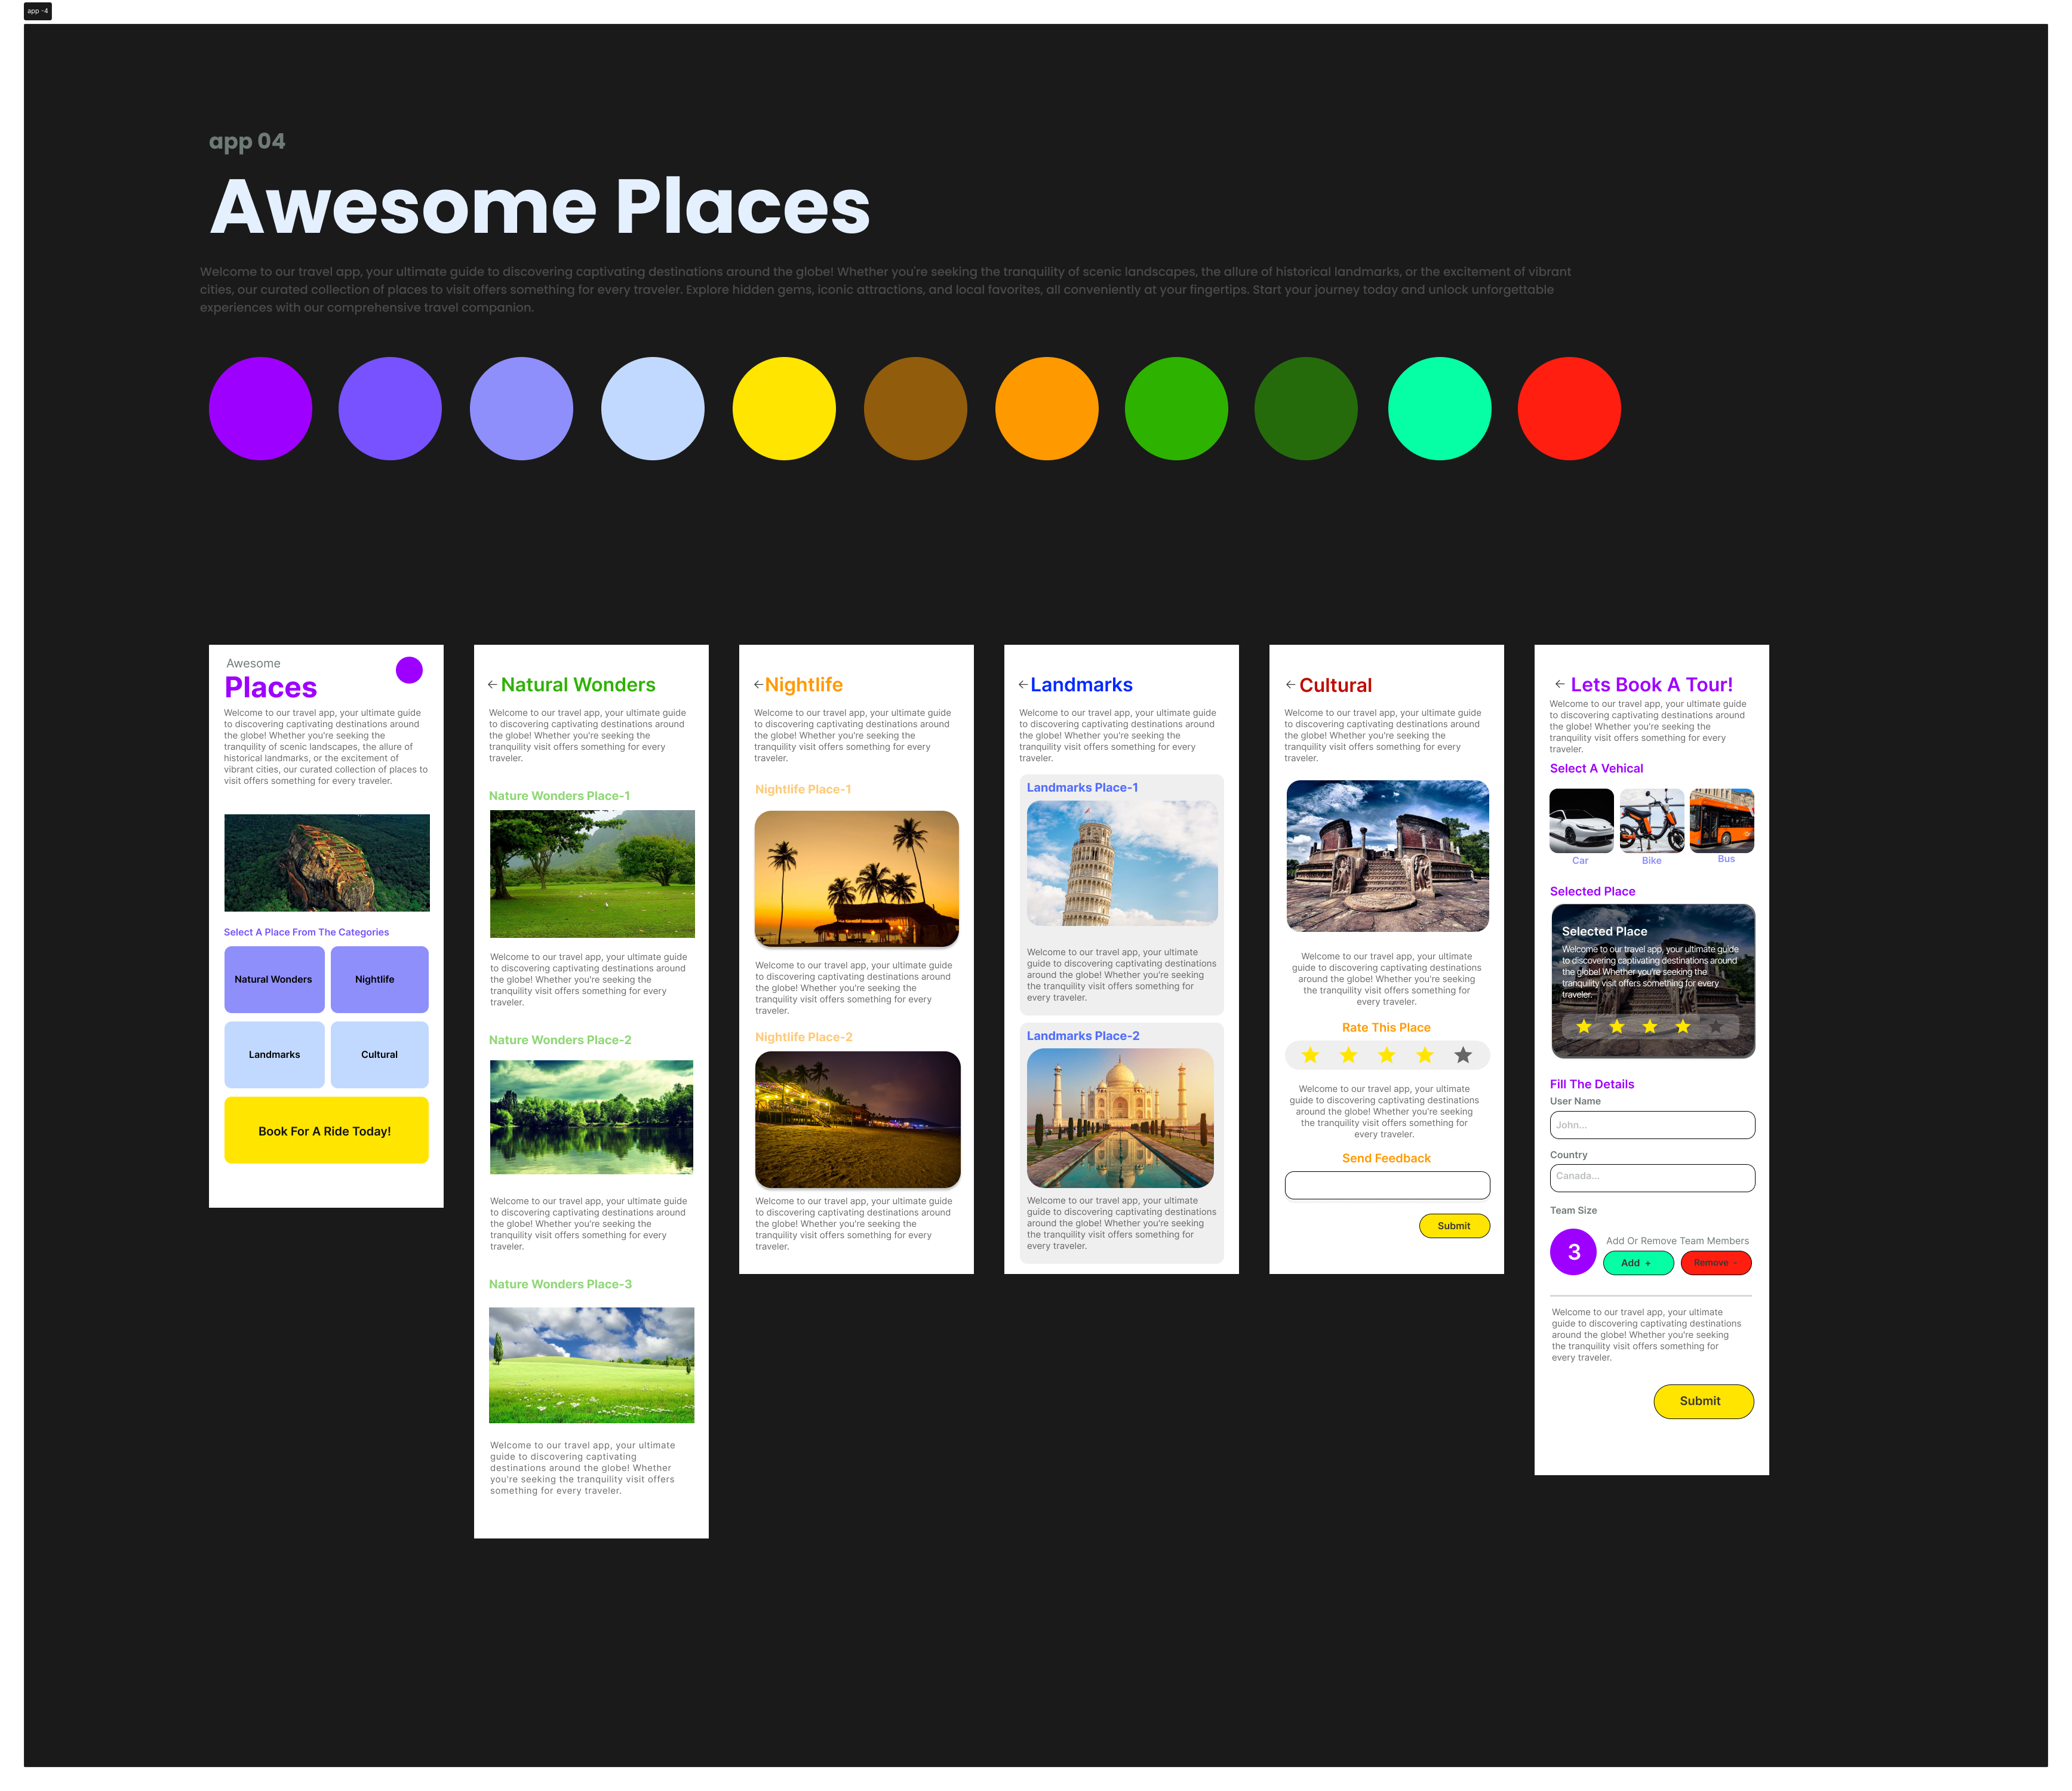 app -4
app 04
Awesome Places
Welcome to our travel app, your ultimate guide to discovering captivating destinations around the globe! Whether you're seeking the tranquility of scenic landscapes, the allure of historical landmarks, or the excitement of vibrant
cities, our curated collection of places to visit offers something for every traveler. Explore hidden gems, iconic attractions, and local favorites, all conveniently at your fingertips. Start your journey today and unlock unforgettable
experiences with our comprehensive travel companion.
Awesome
Places
Welcome to our travel app, your ultimate guide
to discovering captivating destinations around
the globe! Whether you're seeking the
tranquility of scenic landscapes, the allure of
historical landmarks, or the excitement of
vibrant cities, our curated collection of places to
visit offers something for every traveler.
Select A Place From The Categories
Natural Wonders
Nightlife
Landmarks
Cultural
Book For A Ride Today!
← Natural Wonders
Welcome to our travel app, your ultimate guide
to discovering captivating destinations around
the globe! Whether you're seeking the
tranquility visit offers something for every
traveler.
Nature Wonders Place-1
Welcome to our travel app, your ultimate guide
to discovering captivating destinations around
the globe! Whether you're seeking the
tranquility visit offers something for every
traveler.
Nature Wonders Place-2
Welcome to our travel app, your ultimate guide
to discovering captivating destinations around
the globe! Whether you're seeking the
tranquility visit offers something for every
traveler.
Nature Wonders Place-3
Welcome to our travel app, your ultimate
guide to discovering captivating
destinations around the globe! Whether
you're seeking the tranquility visit offers
something for every traveler.
← Nightlife
Welcome to our travel app, your ultimate guide
to discovering captivating destinations around
the globe! Whether you're seeking the
tranquility visit offers something for every
traveler.
Nightlife Place-1
Welcome to our travel app, your ultimate guide
to discovering captivating destinations around
the globe! Whether you're seeking the
tranquility visit offers something for every
traveler.
Nightlife Place-2
Welcome to our travel app, your ultimate guide
to discovering captivating destinations around
the globe! Whether you're seeking the
tranquility visit offers something for every
traveler.
← Landmarks
Welcome to our travel app, your ultimate guide
to discovering captivating destinations around
the globe! Whether you're seeking the
tranquility visit offers something for every
traveler.
Landmarks Place-1
Welcome to our travel app, your ultimate
guide to discovering captivating destinations
around the globe! Whether you're seeking
the tranquility visit offers something for
every traveler.
Landmarks Place-2
Welcome to our travel app, your ultimate
guide to discovering captivating destinations
around the globe! Whether you're seeking
the tranquility visit offers something for
every traveler.
← Cultural
Welcome to our travel app, your ultimate guide
to discovering captivating destinations around
the globe! Whether you're seeking the
tranquility visit offers something for every
traveler.
Welcome to our travel app, your ultimate
guide to discovering captivating destinations
around the globe! Whether you're seeking
the tranquility visit offers something for
every traveler.
Rate This Place
Welcome to our travel app, your ultimate
guide to discovering captivating destinations
around the globe! Whether you're seeking
the tranquility visit offers something for
every traveler.
Send Feedback
Submit
← Lets Book A Tour!
Welcome to our travel app, your ultimate guide
to discovering captivating destinations around
the globe! Whether you're seeking the
tranquility visit offers something for every
traveler.
Select A Vehical
Car
Bike
Bus
Selected Place
Selected Place
Welcome to our travel app, your ultimate guide
to discovering captivating destinations around
the globe! Whether you're seeking the
tranquility visit offers something for every
traveler.
Fill The Details
User Name
John...
Country
Canada...
Team Size
3
Add Or Remove Team Members
Add +
Remove -
Welcome to our travel app, your ultimate
guide to discovering captivating destinations
around the globe! Whether you're seeking
the tranquility visit offers something for
every traveler.
Submit